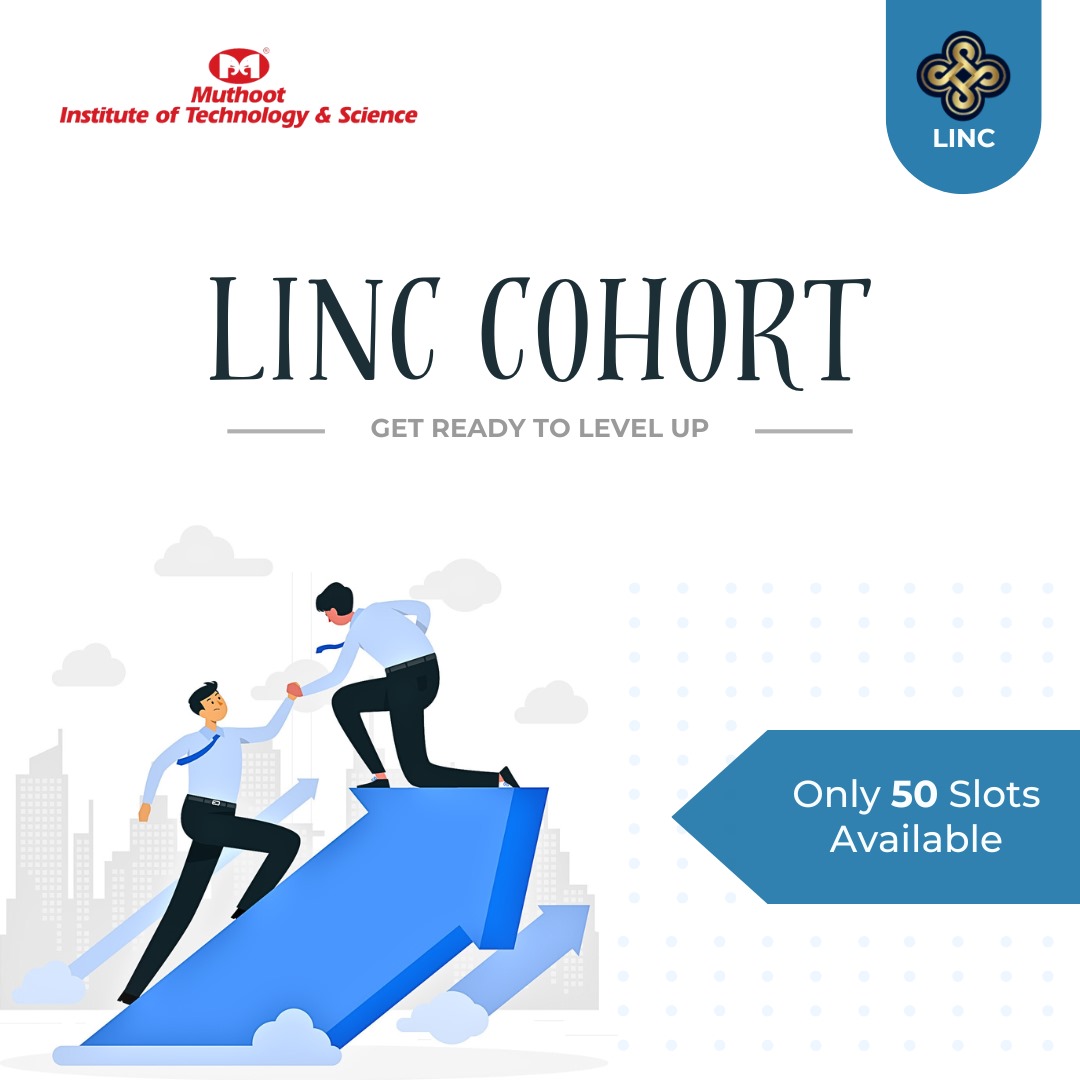 Muthoot
Institute of Technology & Science
LINC
LINC COHORT
GET READY TO LEVEL UP
Only 50 Slots
Available